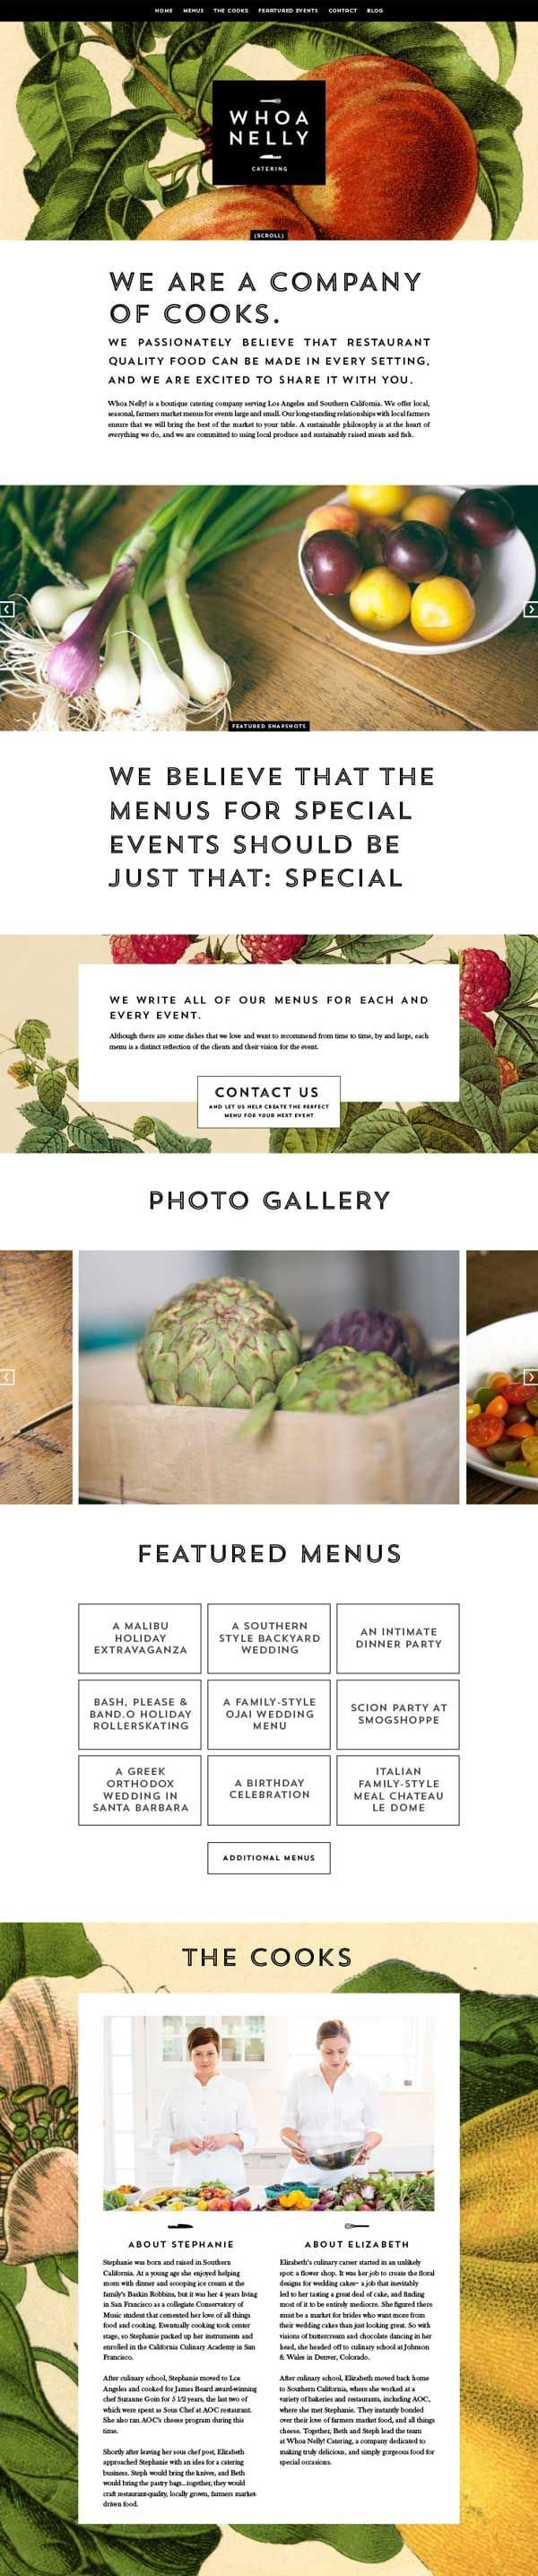 HOME MENUS THE COOKS FEARTURED EVENTS CONTACT BLOG
WHOA
NELLY
CATERING
(SCROLL)
WE ARE A COMPANY
OF COOKS.
WE PASSIONATELY BELIEVE THAT RESTAURANT
QUALITY FOOD CAN BE MADE IN EVERY SETTING,
AND WE ARE EXCITED TO SHARE IT WITH YOU.
Whoa Nelly! is a boutique catering company serving Los Angeles and Southern California. We offer local,
seasonal, farmers market menus for events large and small. Our long-standing relationships with local farmers
ensure that we will bring the best of the market to your table. A sustainable philosophy is at the heart of
everything we do, and we are committed to using local produce and sustainably raised meats and fish.
FEATURED SNAPSHOTS
WE BELIEVE THAT THE
MENUS FOR SPECIAL
EVENTS SHOULD BE
JUST THAT: SPECIAL
WE WRITE ALL OF OUR MENUS FOR EACH AND
EVERY EVENT.
Although there are some dishes that we love and want to recommend from time to time, by and large, each
menu is a distinct reflection of the clients and their vision for the event.
CONTACT US
AND LET US HELP CREATE THE PERFECT
MENU FOR YOUR NEXT EVENT
PHOTO GALLERY
FEATURED MENUS
A MALIBU
HOLIDAY
EXTRAVAGANZA
A SOUTHERN
STYLE BACKYARD
WEDDING
AN INTIMATE
DINNER PARTY
BASH, PLEASE &
BAND.O HOLIDAY
ROLLERSKATING
A FAMILY-STYLE
OJAI WEDDING
MENU
SCION PARTY AT
SMOGSHOPPE
A GREEK
ORTHODOX
WEDDING IN
SANTA BARBARA
A BIRTHDAY
CELEBRATION
ITALIAN
FAMILY-STYLE
MEAL CHATEAU
LE DOME
ADDITIONAL MENUS
THE COOKS
ABOUT STEPHANIE
Stephanie was born and raised in Southern
California. At a young age she enjoyed helping
mom with dinner and scooping ice cream at the
family's Baskin Robbins, but it was her 4 years living
in San Francisco as a collegiate Conservatory of
Music student that cemented her love of all things
food and cooking. Eventually cooking took center
stage, so Stephanie packed up her instruments and
enrolled in the California Culinary Academy in San
Francisco.
After culinary school, Stephanie moved to Los
Angeles and cooked for James Beard award-winning
chef Suzanne Goin for 5 1/2 years, the last two of
which were spent as Sous Chef at AOC restaurant.
She also ran AOC's cheese program during this
time.
Shortly after leaving her sous chef post, Elizabeth
approached Stephanie with an idea for a catering
business. Steph would bring the knives, and Beth
would bring the pastry bags...together, they would
craft restaurant-quality, locally grown, farmers market-
driven food.
ABOUT ELIZABETH
Elizabeth's culinary career started in an unlikely
spot: a flower shop. It was her job to create the floral
designs for wedding cakes– a job that inevitably
led to her tasting a great deal of cake, and finding
most of it to be entirely mediocre. She figured there
must be a market for brides who want more from
their wedding cakes than just looking great. So with
visions of buttercream and chocolate dancing in her
head, she headed off to culinary school at Johnson
& Wales in Denver, Colorado.
After culinary school, Elizabeth moved back home
to Southern California, where she worked at a
variety of bakeries and restaurants, including AOC,
where she met Stephanie. They instantly bonded
over their love of farmers market food, and all things
cheese. Together, Beth and Steph lead the team
at Whoa Nelly! Catering, a company dedicated to
making truly delicious, and simply gorgeous food for
special occasions.